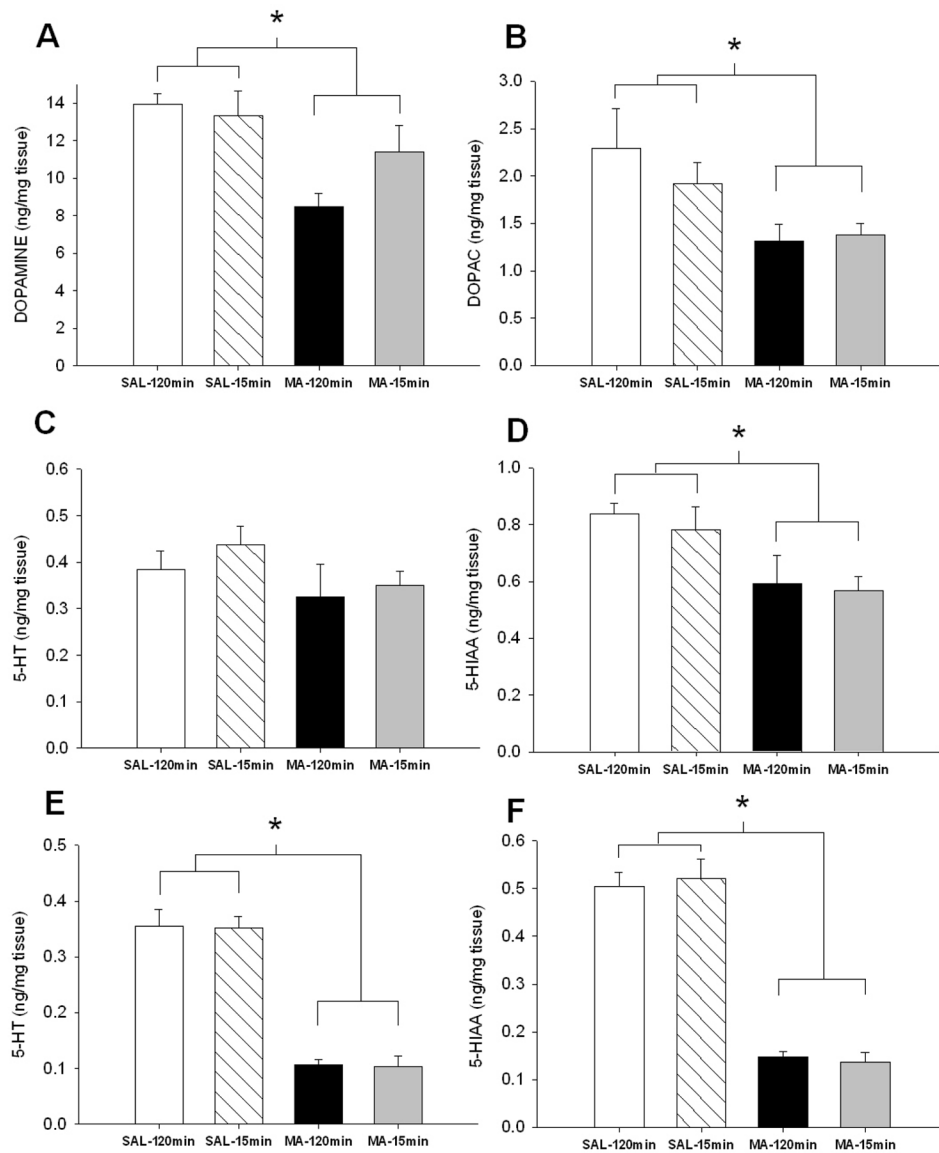 A
*
DOPAMINE (ng/mg tissue)
14
12
10
8
6
4
2
0
SAL-120min SAL-15min MA-120min MA-15min
B
*
DOPAC (ng/mg tissue)
3.0
2.5
2.0
1.5
1.0
0.5
0.0
SAL-120min SAL-15min MA-120min MA-15min
C
5-HT (ng/mg tissue)
0.6
0.5
0.4
0.3
0.2
0.1
0.0
SAL-120min SAL-15min MA-120min MA-15min
D
*
5-HIAA (ng/mg tissue)
1.0
0.8
0.6
0.4
0.2
0.0
SAL-120min SAL-15min MA-120min MA-15min
E
*
5-HT (ng/mg tissue)
0.5
0.4
0.3
0.2
0.1
0.0
SAL-120min SAL-15min MA-120min MA-15min
F
*
5-HIAA (ng/mg tissue)
0.6
0.5
0.4
0.3
0.2
0.1
0.0
SAL-120min SAL-15min MA-120min MA-15min